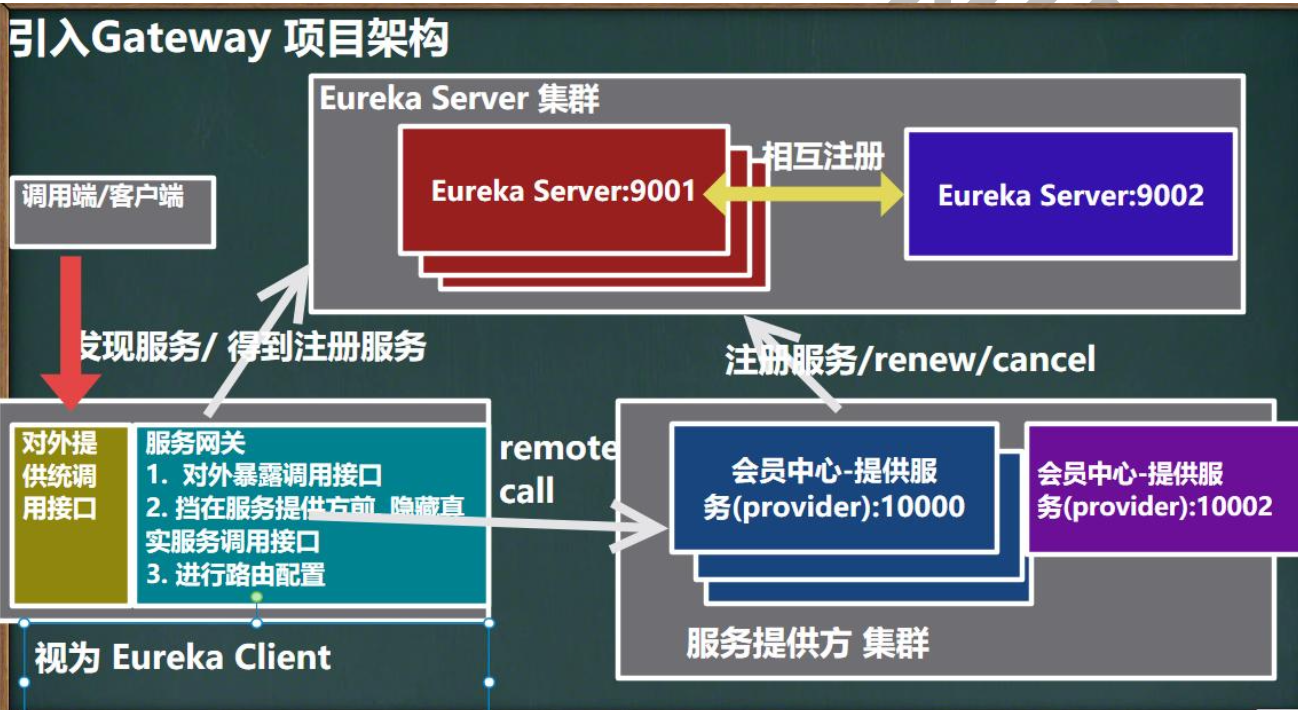 引入Gateway 项目架构
Eureka Server 集群
相互注册
Eureka Server:9001
Eureka Server:9002
调用端/客户端
发现服务/ 得到注册服务
注册服务/renew/cancel
对外提
供统调
用接口
服务网关
1. 对外暴露调用接口
2. 挡在服务提供方前 隐藏真
实服务调用接口
3. 进行路由配置
remote
call
会员中心-提供服
务(provider):10000
会员中心-提供服
务(provider):10002
视为 Eureka Client
服务提供方 集群